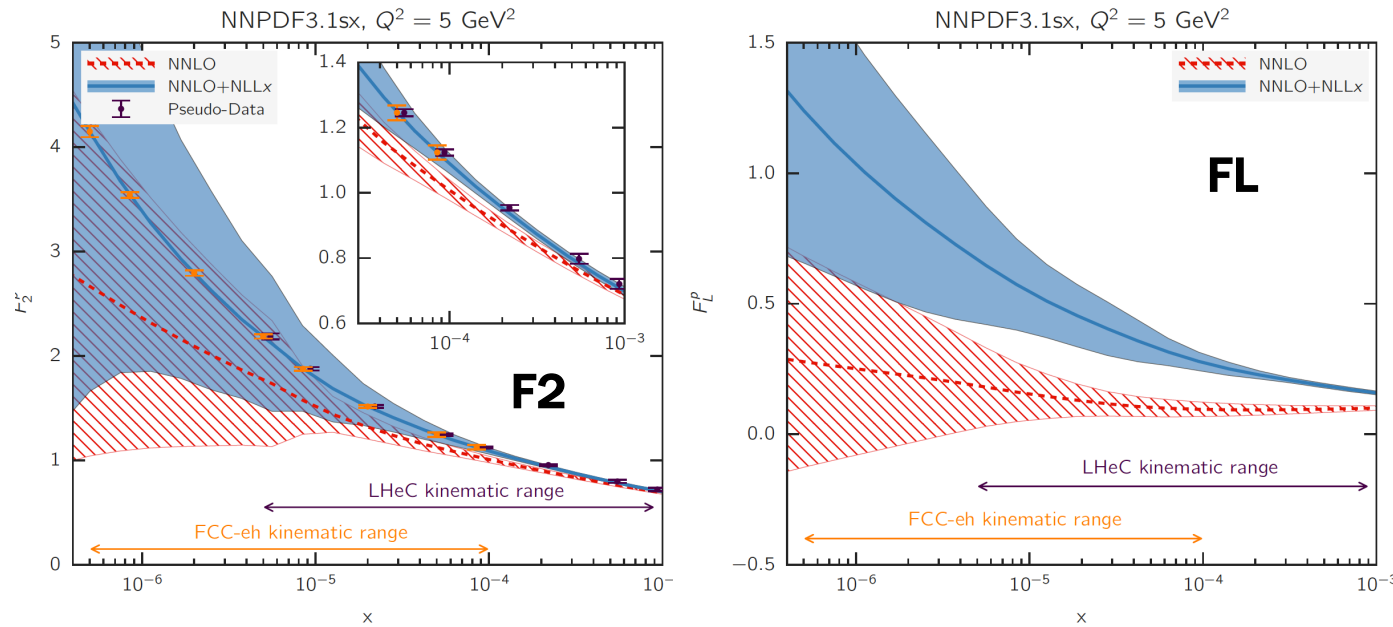 NNPDF3.1sx, Q² = 5 GeV²
5
4
3
2
1
0
NNLO
NNLO+NLLx
Pseudo-Data
1.4
1.2
1.0
0.8
0.6
10⁻⁴
10⁻³
F2
LHeC kinematic range
FCC-eh kinematic range
10⁻⁶
10⁻⁵
10⁻⁴
x
NNPDF3.1sx, Q² = 5 GeV²
1.5
1.0
0.5
0.0
−0.5
F_L^p
NNLO
NNLO+NLLx
FL
LHeC kinematic range
FCC-eh kinematic range
10⁻⁶
10⁻⁵
10⁻⁴
10⁻³
x